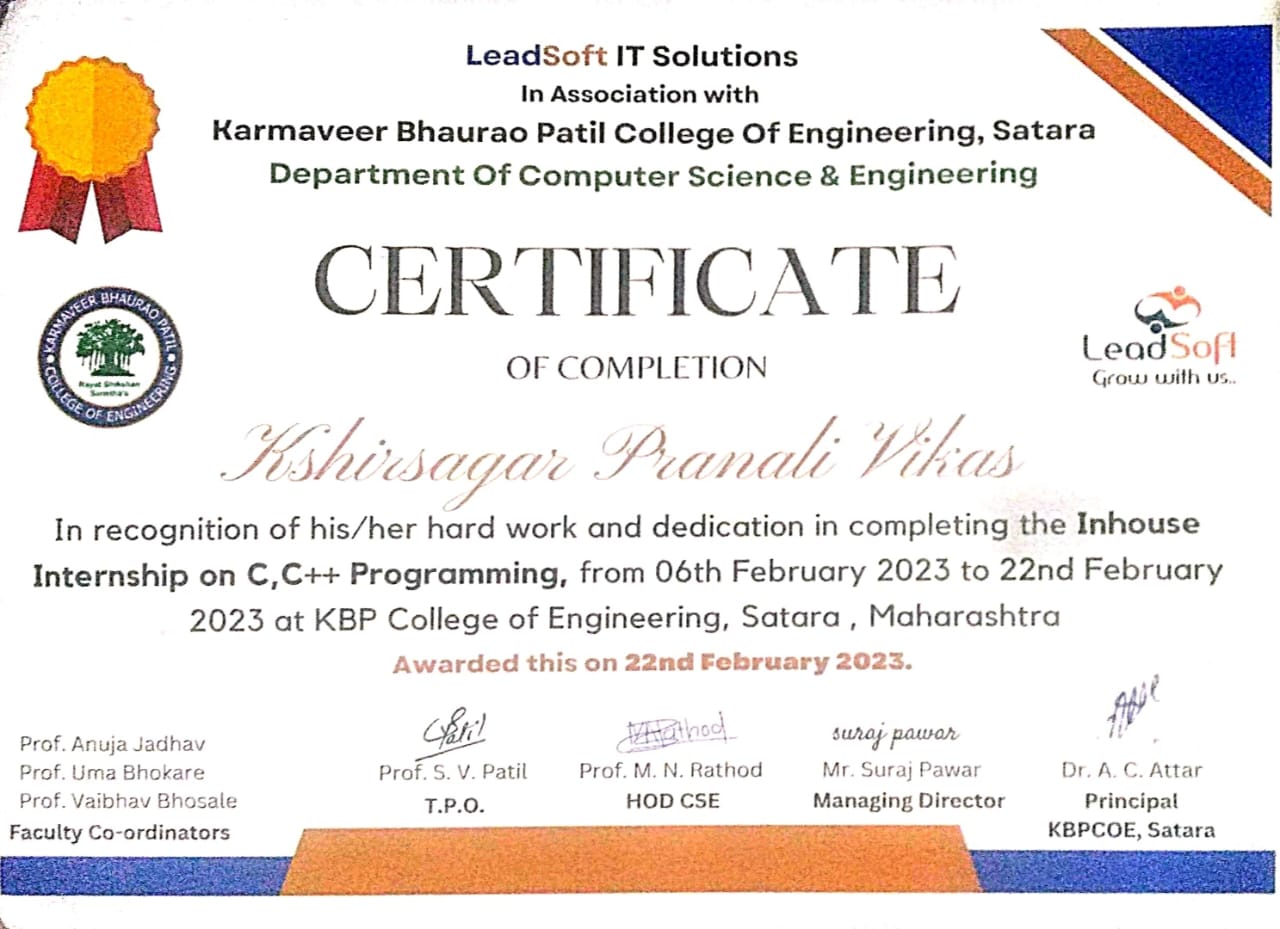 LeadSoft IT Solutions
In Association with
Karmaveer Bhaurao Patil College Of Engineering, Satara
Department Of Computer Science & Engineering
CERTIFICATE
OF COMPLETION
KARMAVEER BHAURAO PATIL
Rayat Shikshan
Sanstha's
COLLEGE OF ENGINEERING
LeadSoft
Grow with us..
Kshirsagar Pranali Vikas
In recognition of his/her hard work and dedication in completing the Inhouse
Internship on C,C++ Programming, from 06th February 2023 to 22nd February
2023 at KBP College of Engineering, Satara , Maharashtra
Awarded this on 22nd February 2023.
Prof. Anuja Jadhav
Prof. Uma Bhokare
Prof. Vaibhav Bhosale
Faculty Co-ordinators
SPatil
Prof. S. V. Patil
T.P.O.
MRathod
Prof. M. N. Rathod
HOD CSE
suraj pawar
Mr. Suraj Pawar
Managing Director
Dr. A. C. Attar
Principal
KBPCOE, Satara